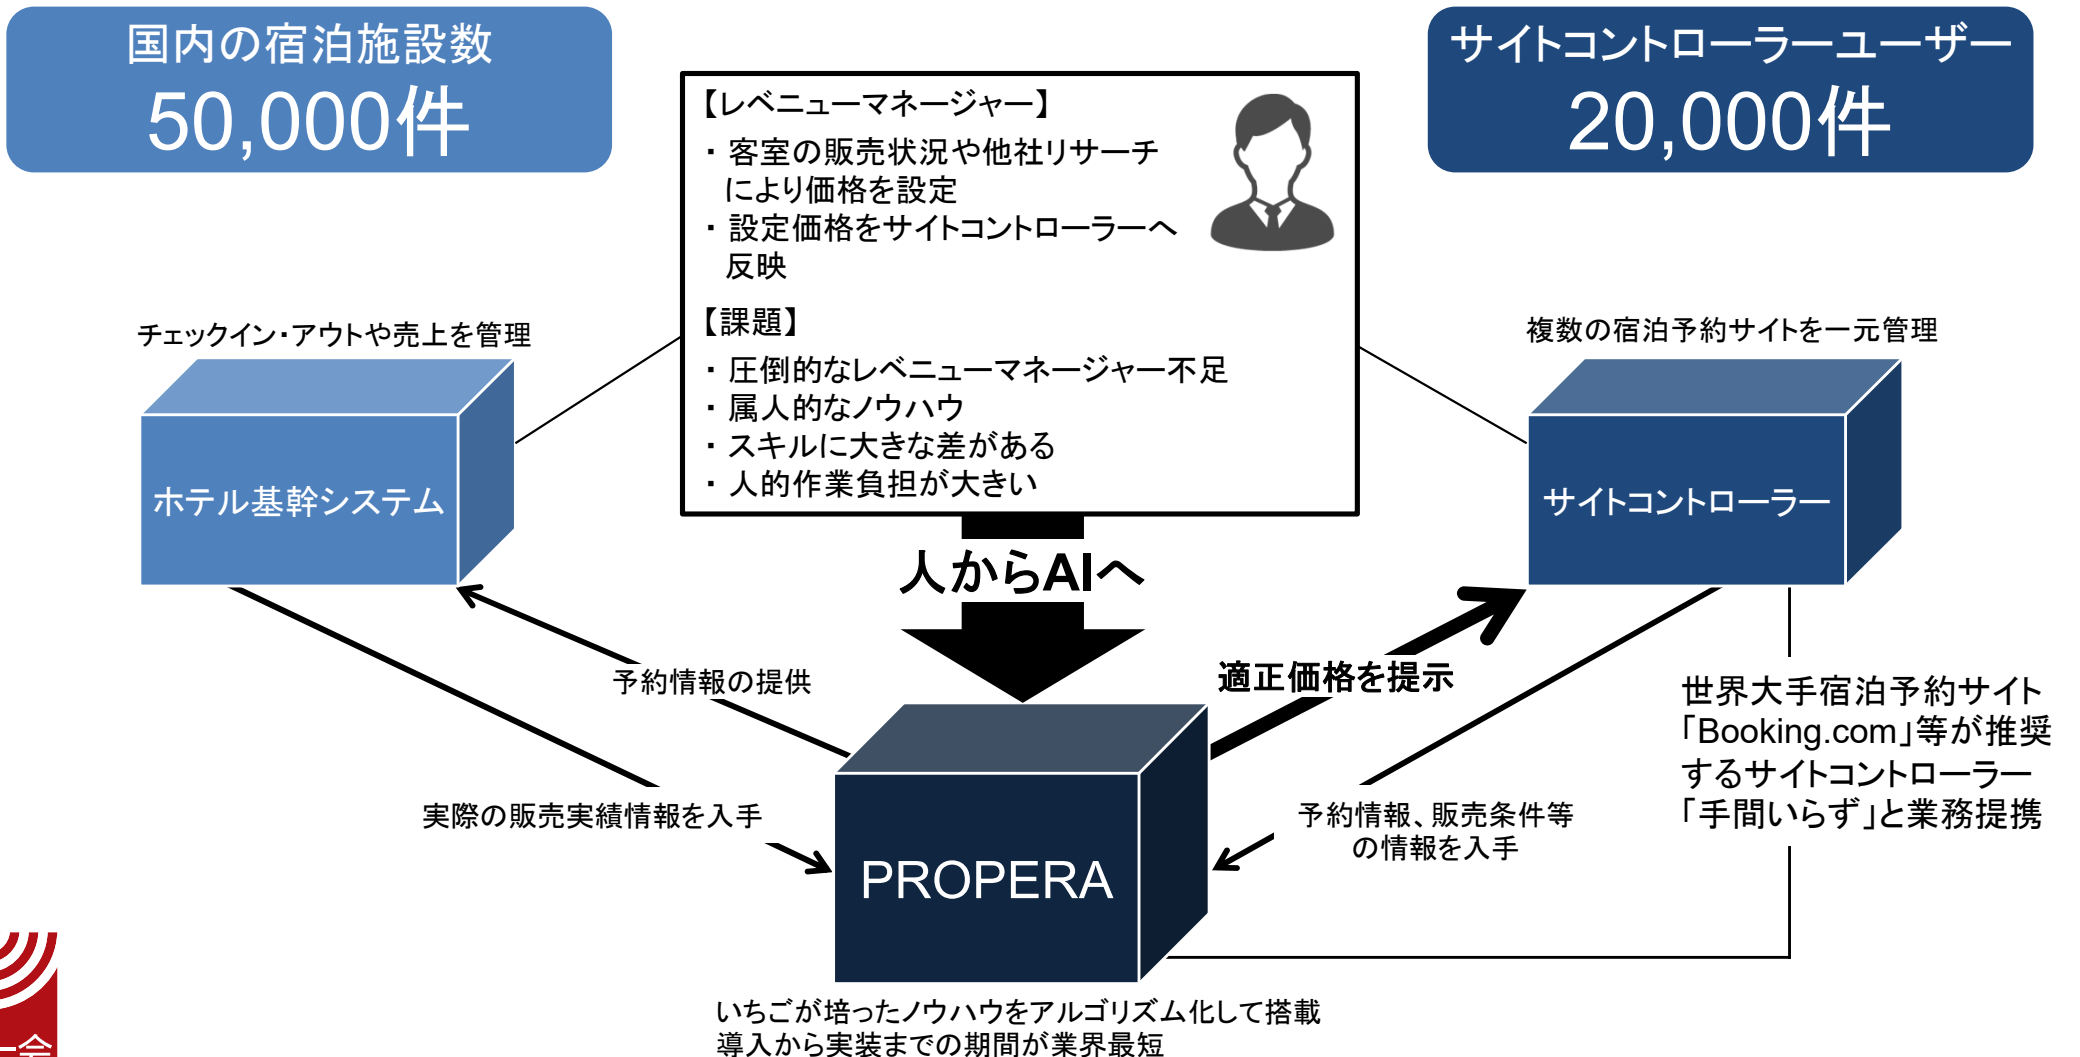 国内の宿泊施設数
50,000件
サイトコントローラーユーザー
20,000件
【レベニューマネージャー】
・ 客室の販売状況や他社リサーチ
により価格を設定
・ 設定価格をサイトコントローラーへ
反映
【課題】
・ 圧倒的なレベニューマネージャー不足
・ 属人的なノウハウ
・ スキルに大きな差がある
・ 人的作業負担が大きい
チェックイン・アウトや売上を管理
ホテル基幹システム
複数の宿泊予約サイトを一元管理
サイトコントローラー
人からAIへ
予約情報の提供
適正価格を提示
実際の販売実績情報を入手
予約情報、販売条件等
の情報を入手
世界大手宿泊予約サイト
「Booking.com」等が推奨
するサイトコントローラー
「手間いらず」と業務提携
PROPERA
いちごが培ったノウハウをアルゴリズム化して搭載
導入から実装までの期間が業界最短
一会